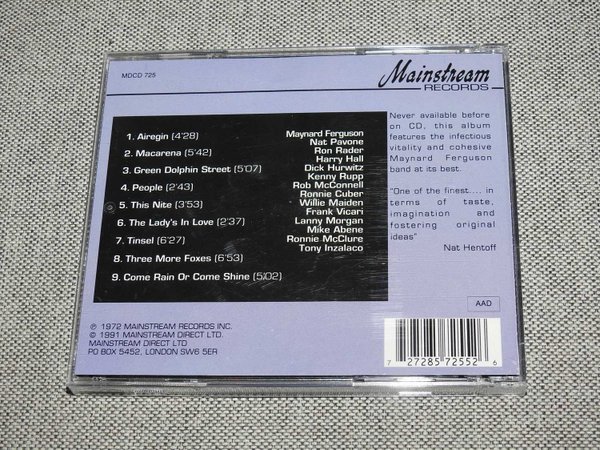 MDCD 725
Mainstream
RECORDS
1. Airegin (4'28)
2. Macarena (5'42)
3. Green Dolphin Street (5'07)
4. People (2'43)
5. This Nite (3'53)
6. The Lady's In Love (2'37)
7. Tinsel (6'27)
8. Three More Foxes (6'53)
9. Come Rain Or Come Shine (5'02)
Maynard Ferguson
Nat Pavone
Ron Rader
Harry Hall
Dick Hurwitz
Kenny Rupp
Rob McConnell
Ronnie Cuber
Willie Maiden
Frank Vicari
Lanny Morgan
Mike Abene
Ronnie McClure
Tony Inzalaco
Never available before
on CD, this album
features the infectious
vitality and cohesive
Maynard Ferguson
band at its best.
"One of the finest.... in
terms of taste,
imagination and
fostering original
ideas"
Nat Hentoff
AAD
℗ 1972 MAINSTREAM RECORDS INC.
© 1991 MAINSTREAM DIRECT LTD.
MAINSTREAM DIRECT LTD
PO BOX 5452, LONDON SW6 5ER
7 27285 72552 6